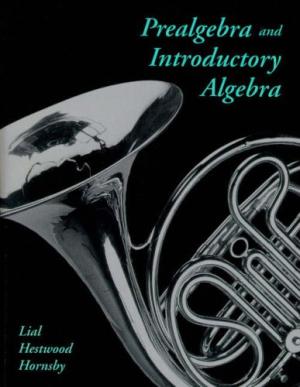 Prealgebra and
Introductory
Algebra
Lial
Hestwood
Hornsby